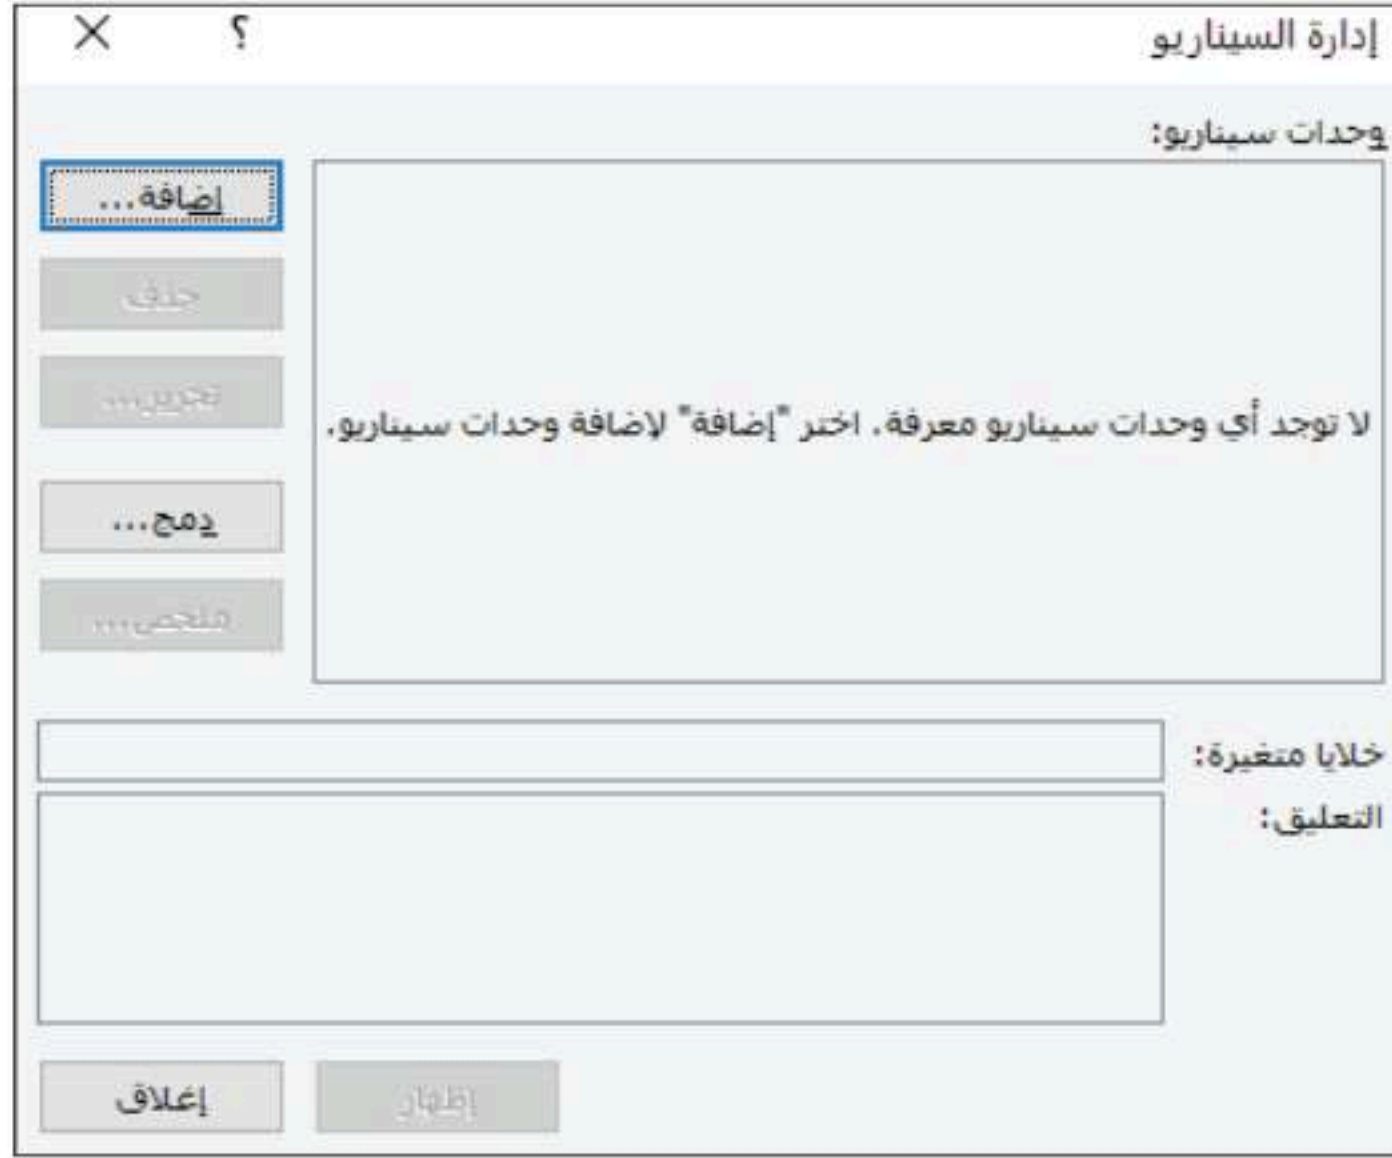 إدارة السيناريو ؟
وحدات سيناريو:
إضافة...
حذف
تحرير...
لا توجد أي وحدات سيناريو معرفة. اختر "إضافة" لإضافة وحدات سيناريو.
دمج...
ملخص...
خلايا متغيرة:
التعليق:
إظهار
إغلاق